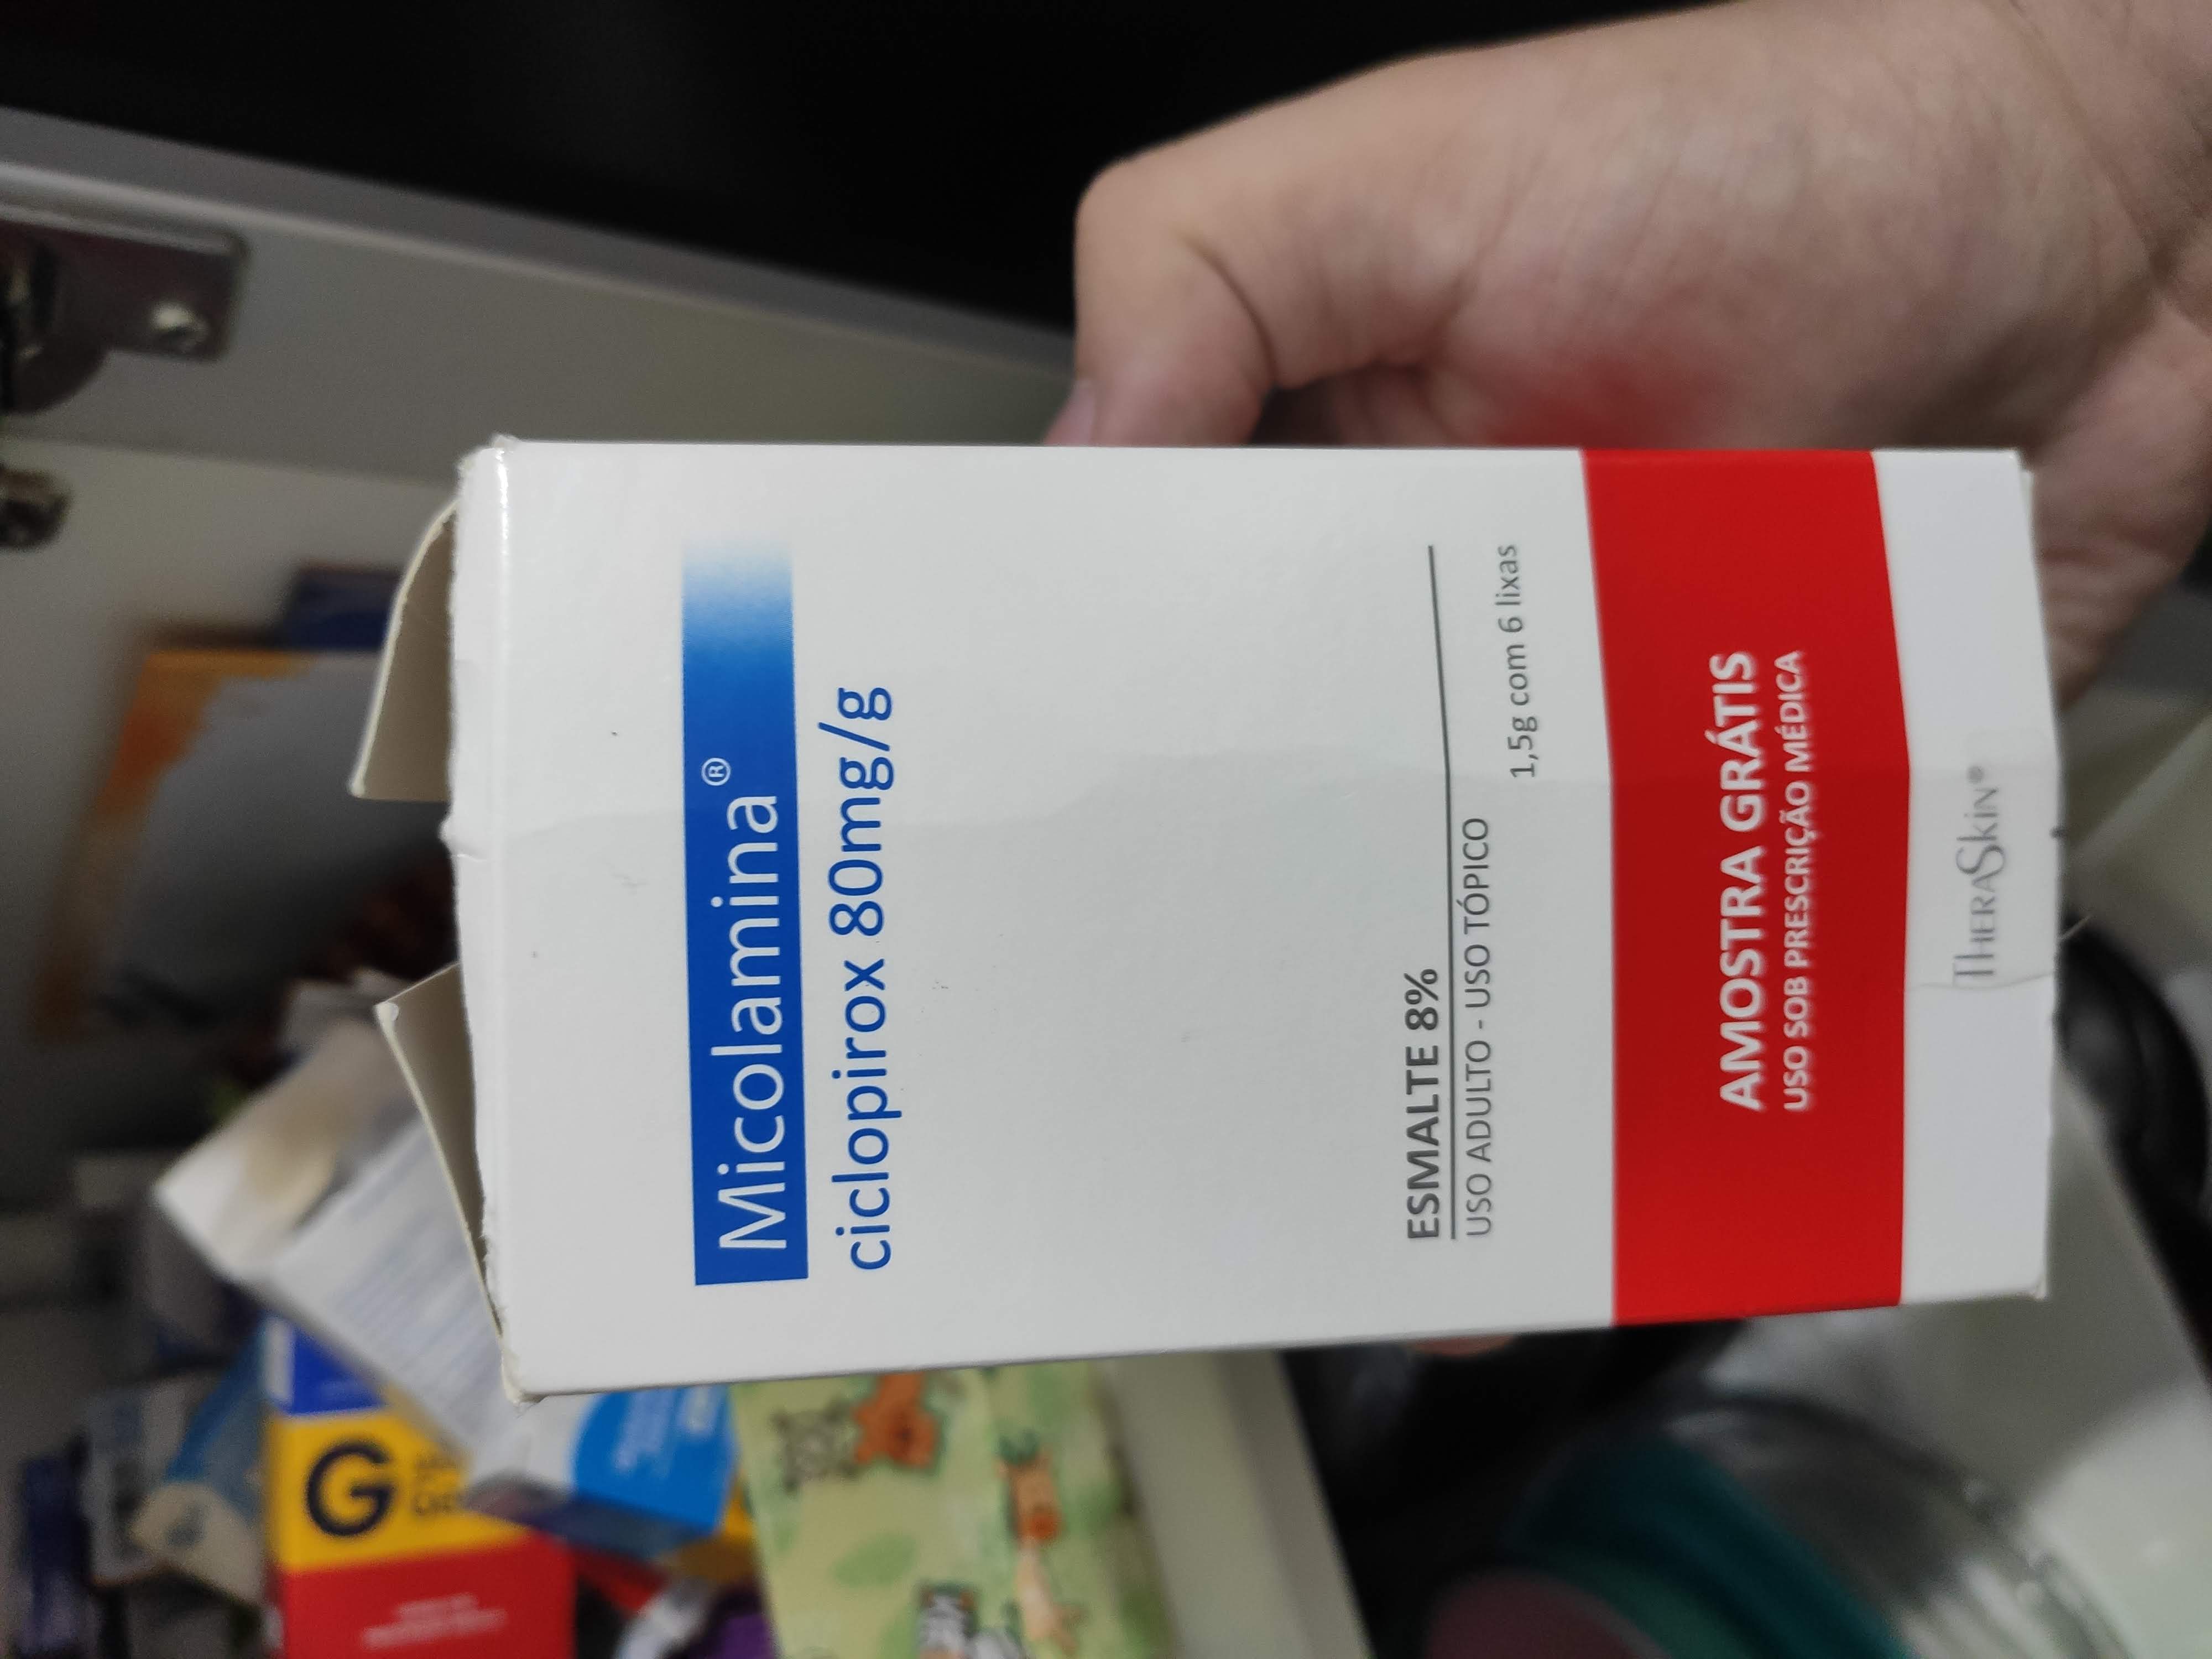 G
Micolamina®
ciclopirox 80mg/g
ESMALTE 8%
USO ADULTO - USO TÓPICO
1,5g com 6 lixas
AMOSTRA GRÁTIS
USO SOB PRESCRIÇÃO MÉDICA
THERASkin®